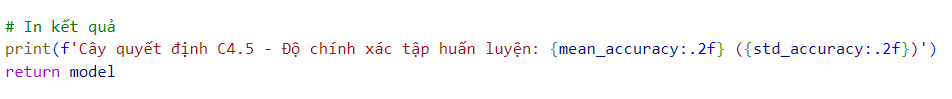 # In kết quả
print(f'Cây quyết định C4.5 - Độ chính xác tập huấn luyện: {mean_accuracy:.2f} ({std_accuracy:.2f})')
return model